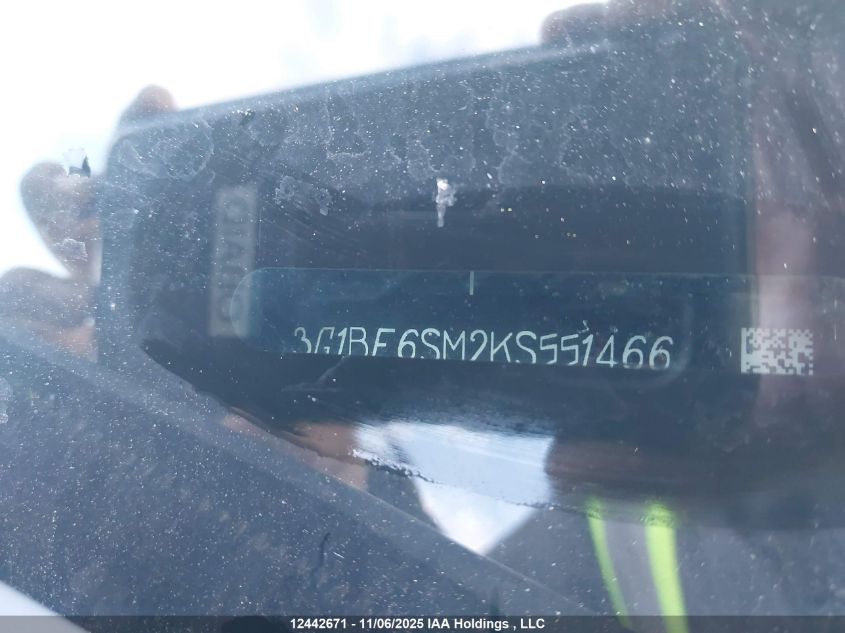 3G1BE6SM2KS551466
12442671 - 11/06/2025 IAA Holdings , LLC